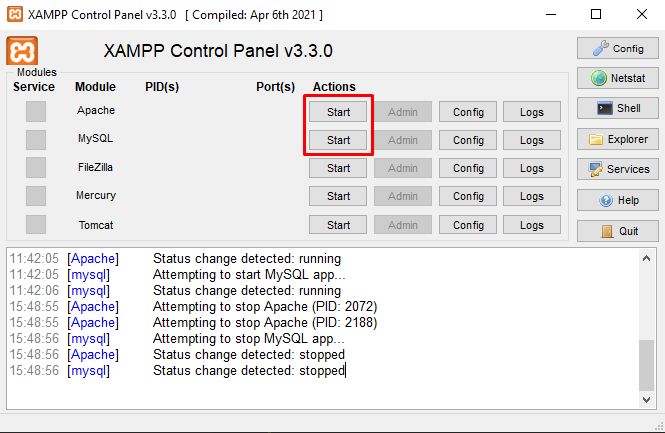 XAMPP Control Panel v3.3.0 [ Compiled: Apr 6th 2021 ]
XAMPP Control Panel v3.3.0
Config
Modules
Service Module PID(s) Port(s) Actions
Netstat
Apache Start Admin Config Logs
Shell
MySQL Start Admin Config Logs
Explorer
FileZilla Start Admin Config Logs
Services
Mercury Start Admin Config Logs
Help
Tomcat Start Admin Config Logs
Quit
11:42:05 [Apache] Status change detected: running
11:42:05 [mysql] Attempting to start MySQL app...
11:42:06 [mysql] Status change detected: running
15:48:55 [Apache] Attempting to stop Apache (PID: 2072)
15:48:55 [Apache] Attempting to stop Apache (PID: 2188)
15:48:56 [mysql] Attempting to stop MySQL app...
15:48:56 [Apache] Status change detected: stopped
15:48:56 [mysql] Status change detected: stopped